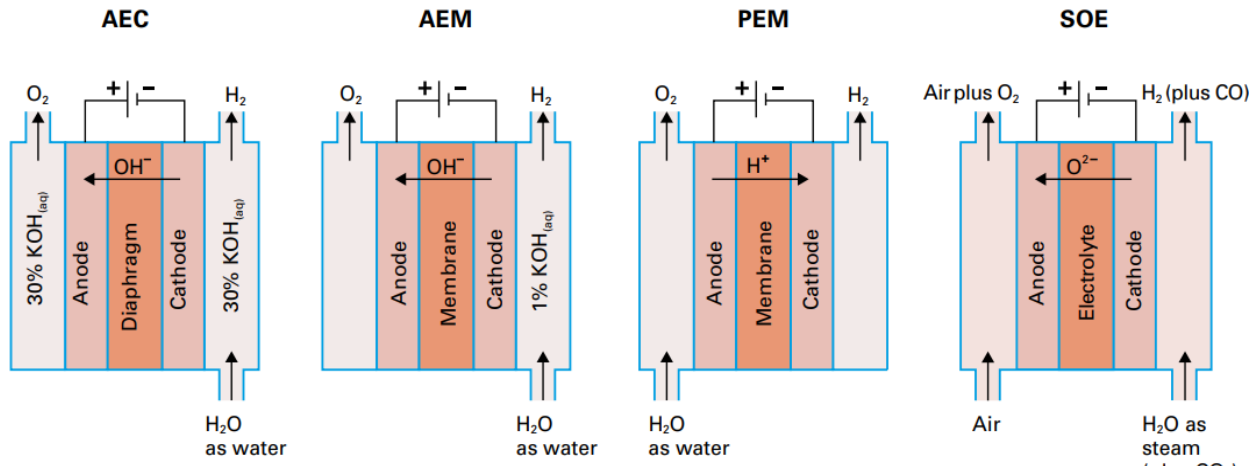 AEC
O₂
+
−
H₂
OH⁻
30% KOH(aq)
Anode
Diaphragm
Cathode
30% KOH(aq)
H₂O
as water
AEM
O₂
+
−
H₂
OH⁻
Anode
Membrane
Cathode
1% KOH(aq)
H₂O
as water
PEM
O₂
+
−
H₂
H⁺
Anode
Membrane
Cathode
H₂O
as water
SOE
Air plus O₂
+
−
H₂ (plus CO)
O²⁻
Anode
Electrolyte
Cathode
Air
H₂O as
steam